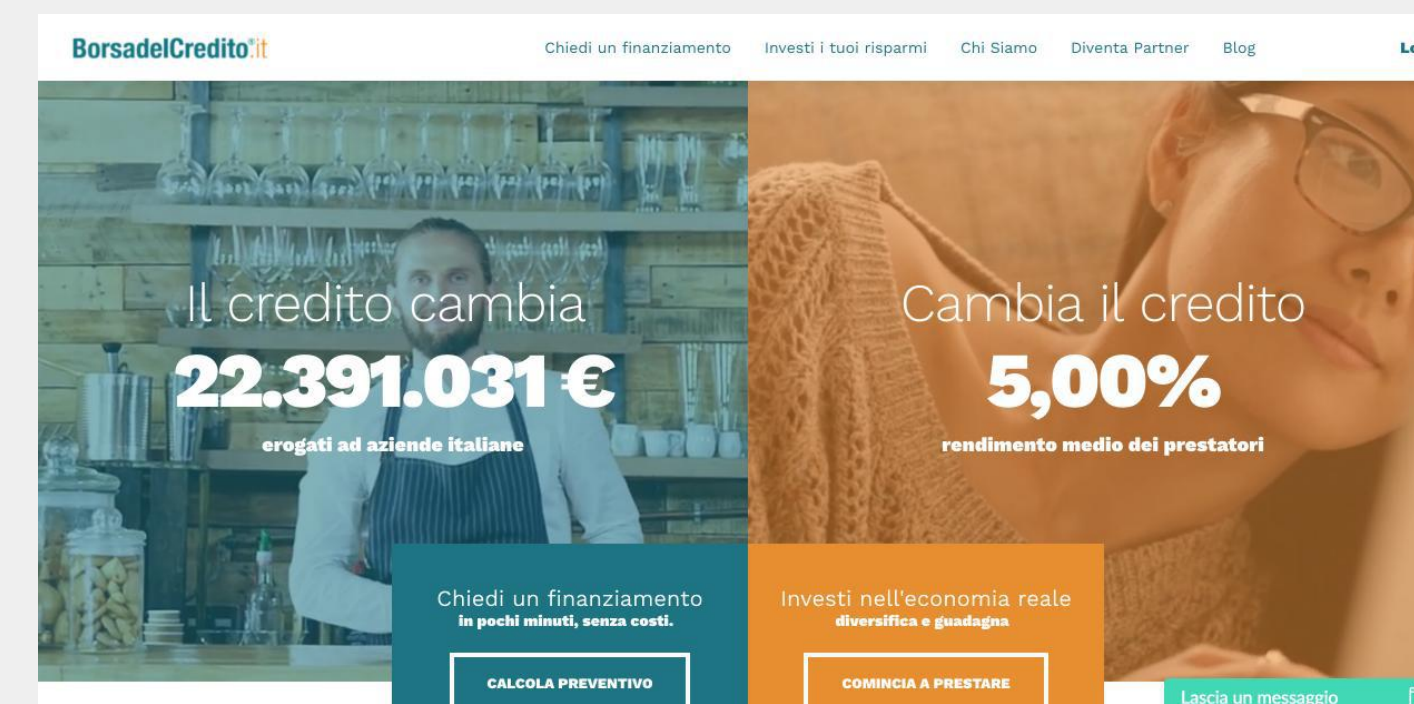 BorsadelCredito.it
Chiedi un finanziamento
Investi i tuoi risparmi
Chi Siamo
Diventa Partner
Blog
Il credito cambia
22.391.031 €
erogati ad aziende italiane
Cambia il credito
5,00%
rendimento medio dei prestatori
Chiedi un finanziamento
in pochi minuti, senza costi.
CALCOLA PREVENTIVO
Investi nell'economia reale
diversifica e guadagna
COMINCIA A PRESTARE
Lascia un messaggio